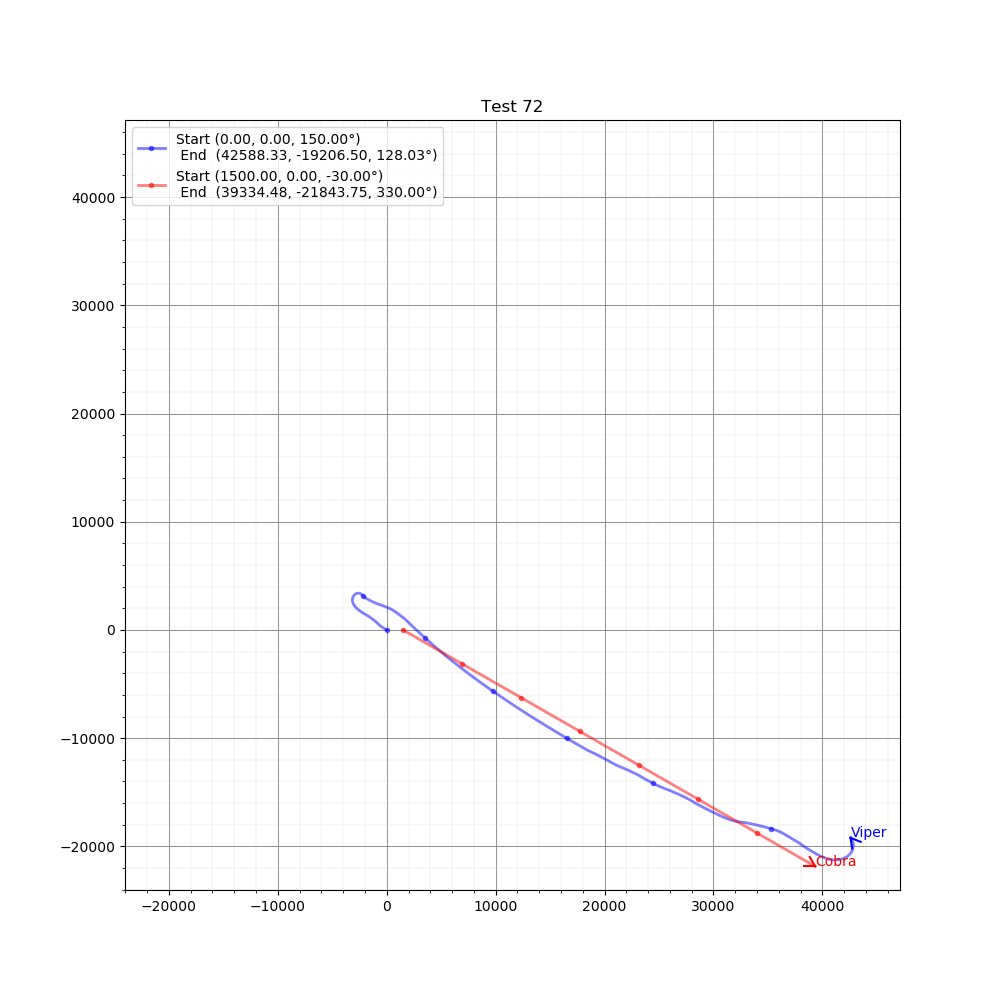 Test 72
Start (0.00, 0.00, 150.00°)
End  (42588.33, -19206.50, 128.03°)
Start (1500.00, 0.00, -30.00°)
End  (39334.48, -21843.75, 330.00°)
40000
30000
20000
10000
0
−10000
−20000
Viper
Cobra
−20000 −10000 0 10000 20000 30000 40000